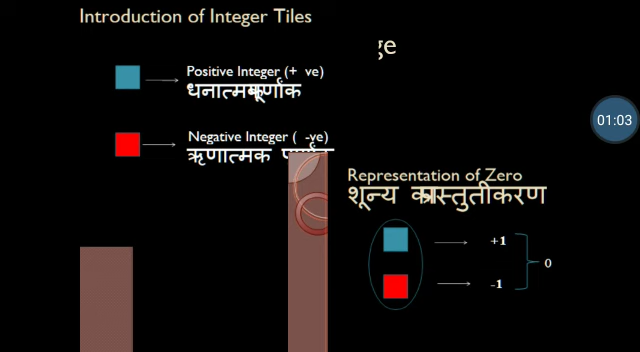 Introduction of Integer Tiles
Positive Integer (+ ve)
Negative Integer ( -ve)
ऋणात्मक
01:03
Representation of Zero
शून्य
+1
-1
0